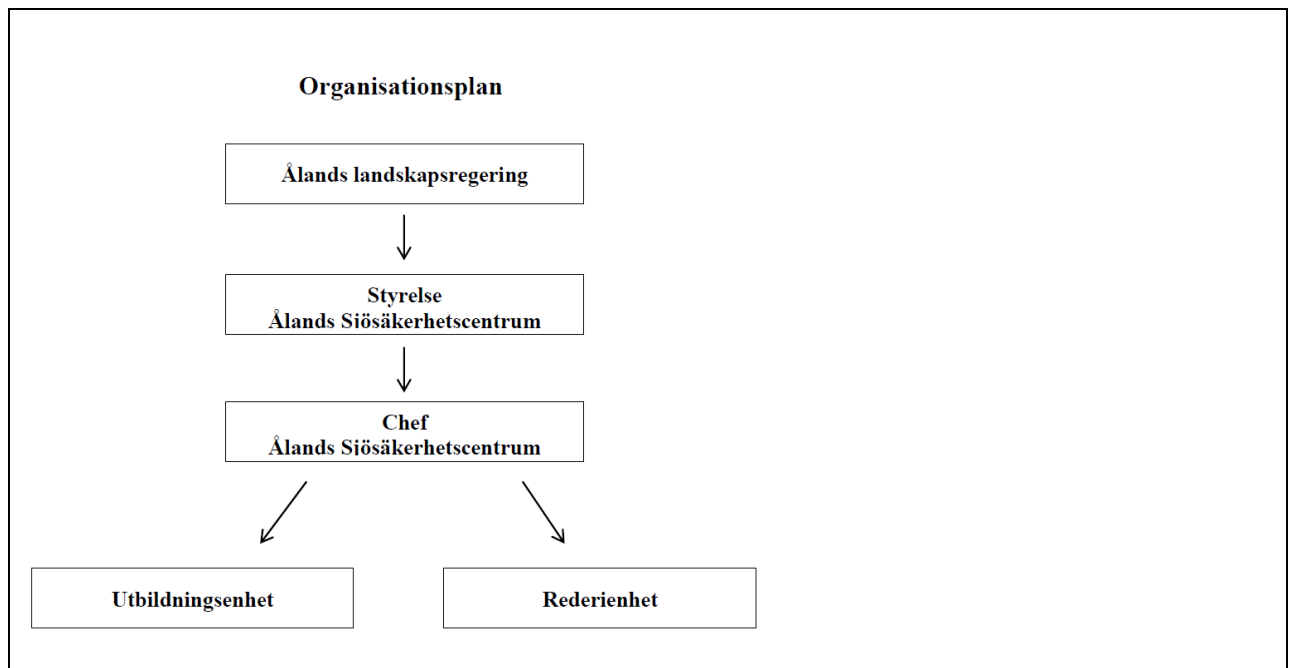 Organisationsplan
Ålands landskapsregering
Styrelse
Ålands Sjösäkerhetscentrum
Chef
Ålands Sjösäkerhetscentrum
Utbildningsenhet
Rederienhet